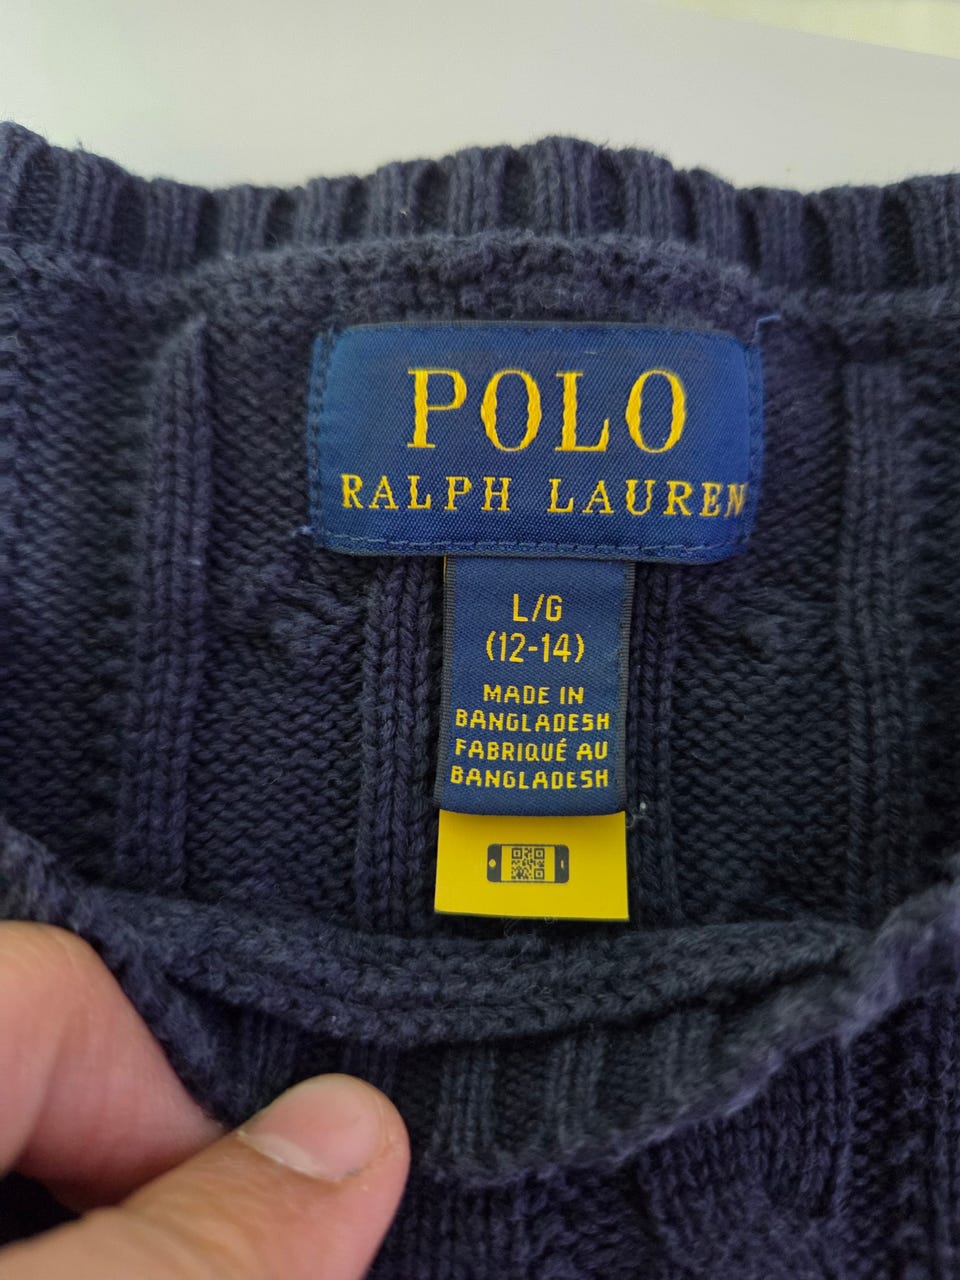 POLO
RALPH LAUREN
L/G
(12-14)
MADE IN
BANGLADESH
FABRIQUÉ AU
BANGLADESH